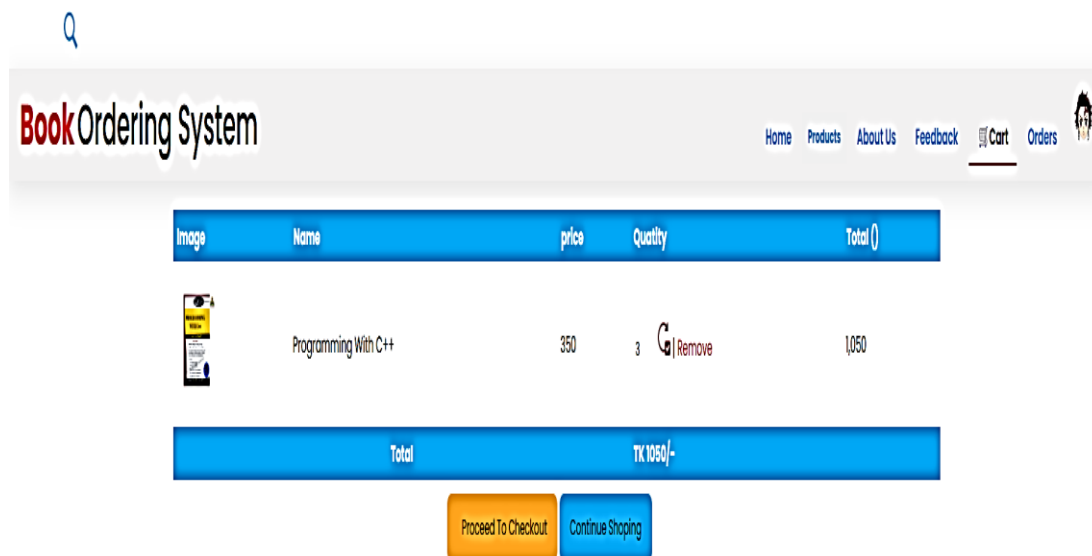 Book Ordering System
Home Products About Us Feedback Cart Orders
Image Name price Quatity Total ()
Programming With C++ 350 3 | Remove 1,050
Total TK 1050/-
Proceed To Checkout Continue Shoping